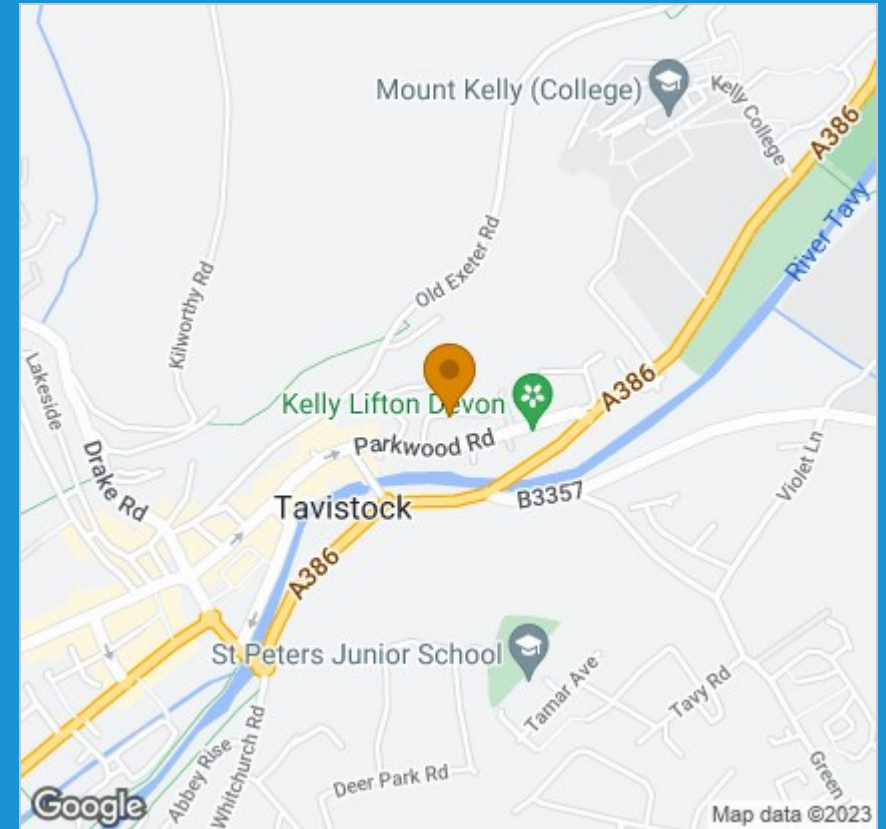 Mount Kelly (College)
Kelly College
A386
River Tavy
Old Exeter Rd
Kilworthy Rd
Lakeside
Drake Rd
Kelly Lifton Devon
A386
Parkwood Rd
Violet Ln
B3357
Tavistock
A386
St Peters Junior School
Tamar Ave
Tavy Rd
Green
Whitchurch Rd
Abbey Rise
Deer Park Rd
Google
Map data ©2023